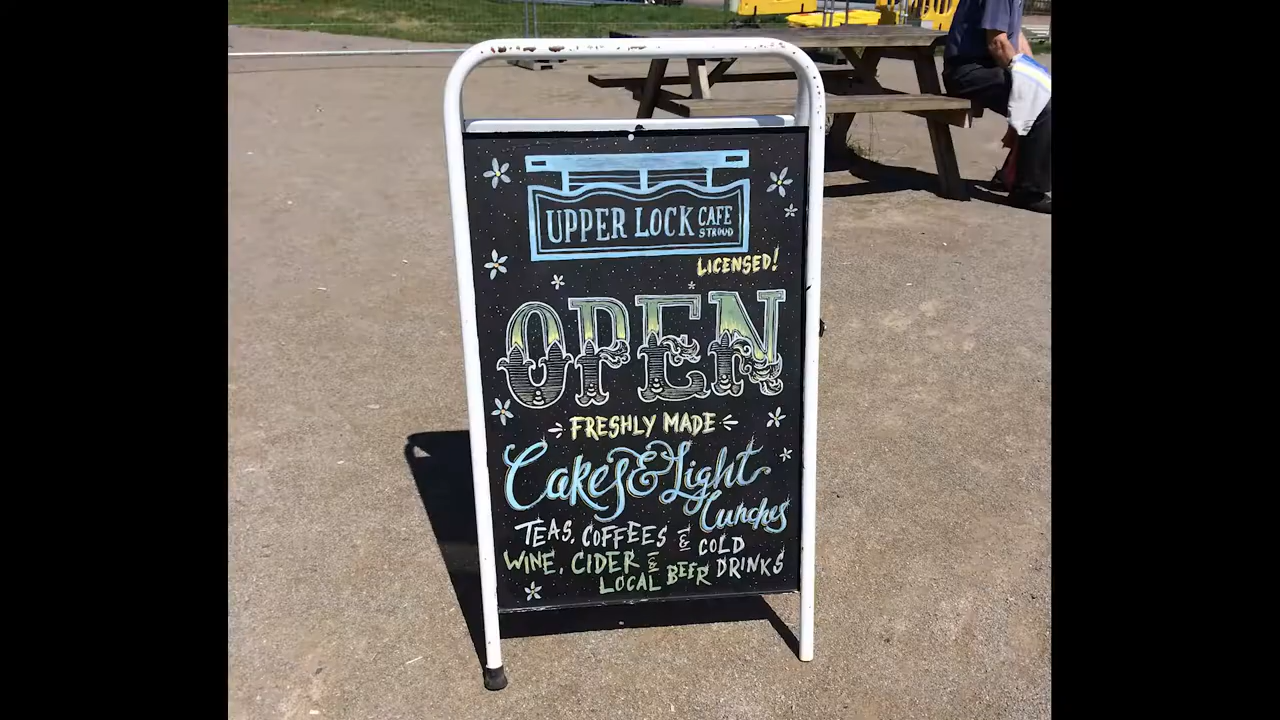 UPPER LOCK CAFE
STROUD
LICENSED!
OPEN
FRESHLY MADE
Cakes & Light
Lunches
TEAS, COFFEES & COLD DRINKS
WINE, CIDER & LOCAL BEER